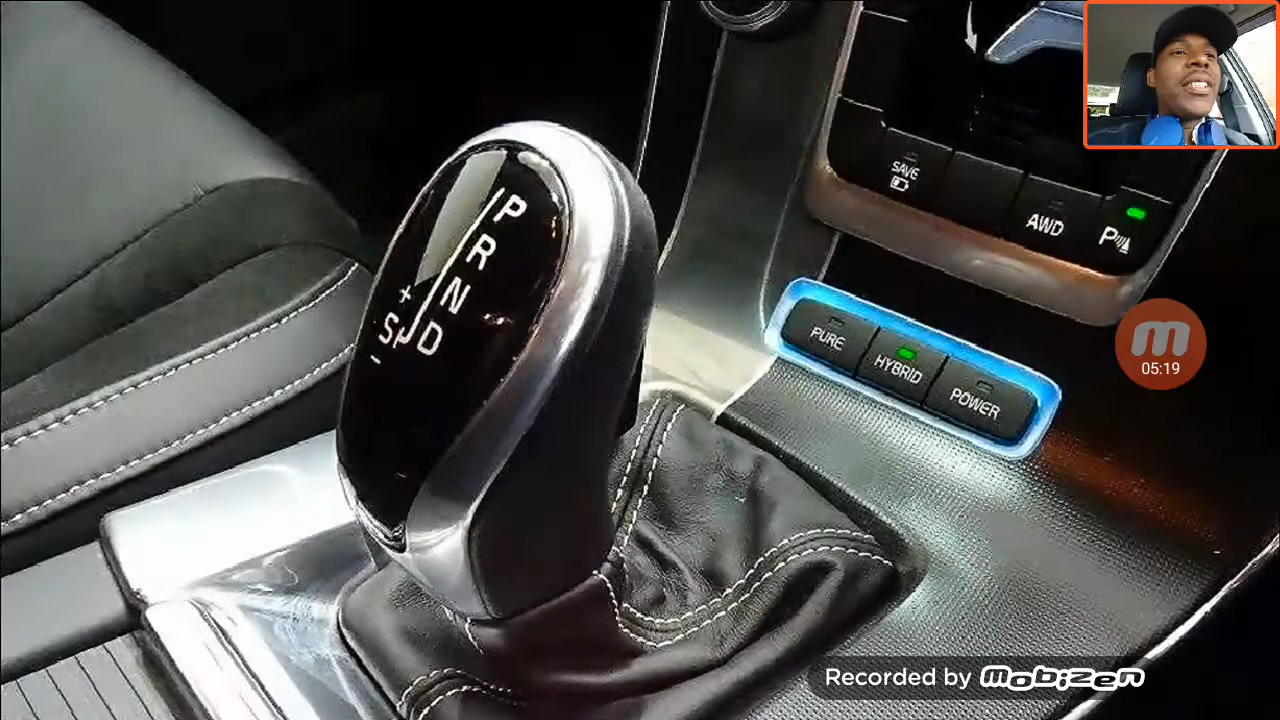 P
R
N
D
+
S
-
SAVE
AWD
P
PURE
HYBRID
POWER
m
05:19
Recorded by mobizen